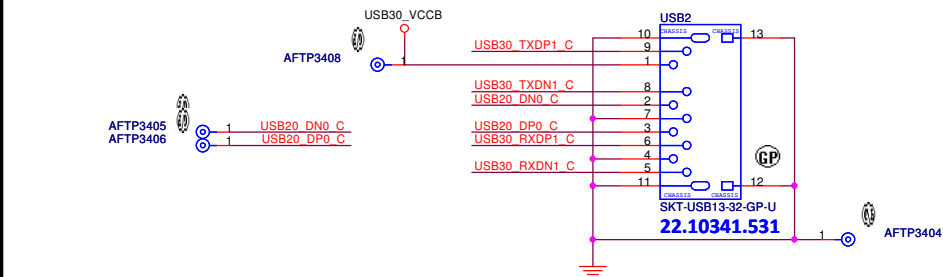 USB30_VCCB
USB2
CHASSIS CHASSIS
10 13
USB30_TXDP1_C 9
AFTP3408 1 1
USB30_TXDN1_C 8
USB20_DN0_C 2
7
AFTP3405 1 USB20_DN0_C USB20_DP0_C 3
AFTP3406 1 USB20_DP0_C USB30_RXDP1_C 6
GP
4
USB30_RXDN1_C 5
11 12
CHASSIS CHASSIS
SKT-USB13-32-GP-U
22.10341.531
1 AFTP3404